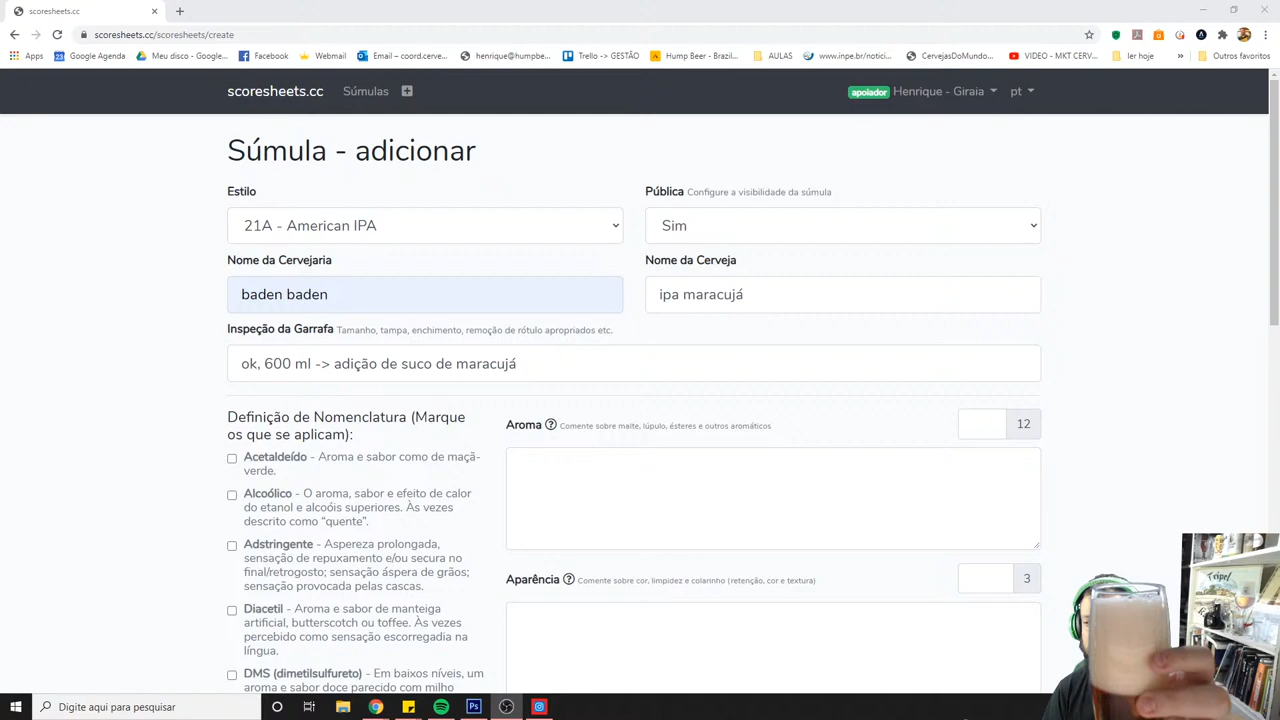 scoresheets.cc
scoresheets.cc/scoresheets/create
Apps
Google Agenda
Meu disco - Google...
Facebook
Webmail
Email – coord.cerve...
henrique@humpbe...
Trello -> GESTÃO
Hump Beer - Brazil...
AULAS
www.inpe.br/notici...
CervejasDoMundo...
VIDEO - MKT CERV...
ler hoje
»
Outros favoritos
scoresheets.cc
Súmulas
apoiador Henrique - Giraia
pt
Súmula - adicionar
Estilo
21A - American IPA
Pública Configure a visibilidade da súmula
Sim
Nome da Cervejaria
baden baden
Nome da Cerveja
ipa maracujá
Inspeção da Garrafa Tamanho, tampa, enchimento, remoção de rótulo apropriados etc.
ok, 600 ml -> adição de suco de maracujá
Definição de Nomenclatura (Marque
os que se aplicam):
Acetaldeído - Aroma e sabor como de maçã-
verde.
Alcoólico - O aroma, sabor e efeito de calor
do etanol e alcoóis superiores. Às vezes
descrito como “quente”.
Adstringente - Aspereza prolongada,
sensação de repuxamento e/ou secura no
final/retrogosto; sensação áspera de grãos;
sensação provocada pelas cascas.
Diacetil - Aroma e sabor de manteiga
artificial, butterscotch ou toffee. Às vezes
percebido como sensação escorregadia na
língua.
DMS (dimetilsulfureto) - Em baixos níveis, um
aroma e sabor doce parecido com milho
Aroma ? Comente sobre malte, lúpulo, ésteres e outros aromáticos
12
Aparência ? Comente sobre cor, limpidez e colarinho (retenção, cor e textura)
3
Tripel
Digite aqui para pesquisar
Ps